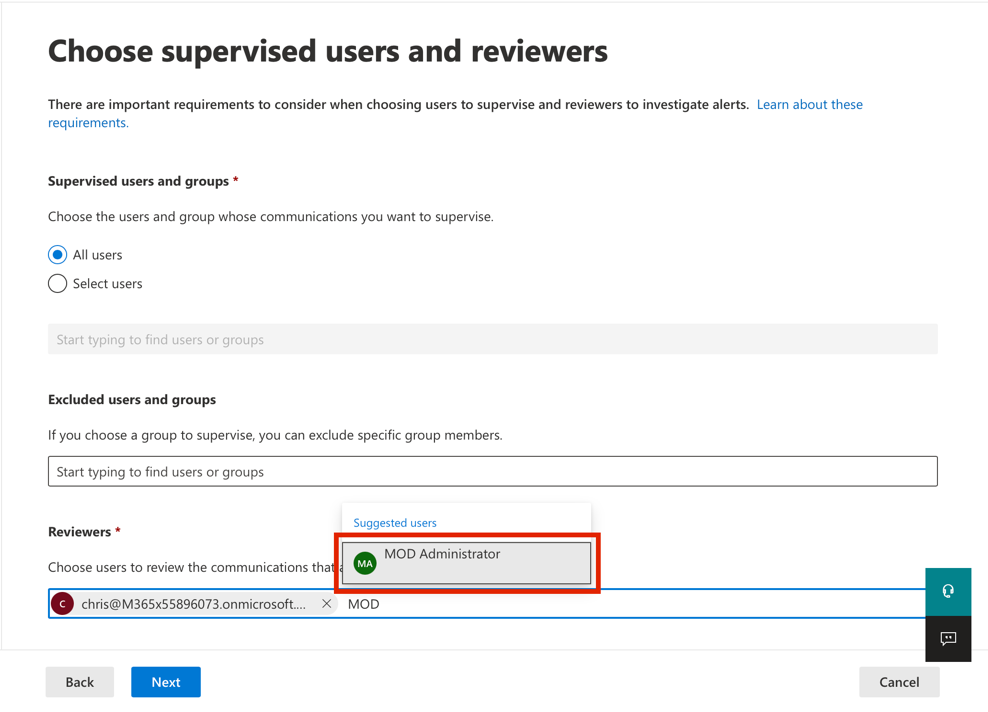 Choose supervised users and reviewers
There are important requirements to consider when choosing users to supervise and reviewers to investigate alerts. Learn about these
requirements.
Supervised users and groups *
Choose the users and group whose communications you want to supervise.
All users
Select users
Start typing to find users or groups
Excluded users and groups
If you choose a group to supervise, you can exclude specific group members.
Start typing to find users or groups
Suggested users
Reviewers *
MA MOD Administrator
Choose users to review the communications that
C chris@M365x55896073.onmicrosoft.... MOD
Back Next Cancel